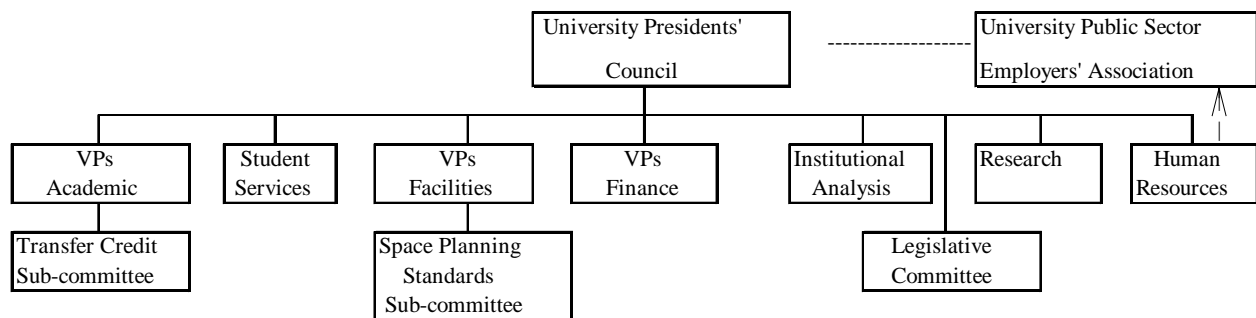 University Presidents'
Council
University Public Sector
Employers' Association
VPs
Academic
Student
Services
VPs
Facilities
VPs
Finance
Institutional
Analysis
Research
Human
Resources
Transfer Credit
Sub-committee
Space Planning
Standards
Sub-committee
Legislative
Committee